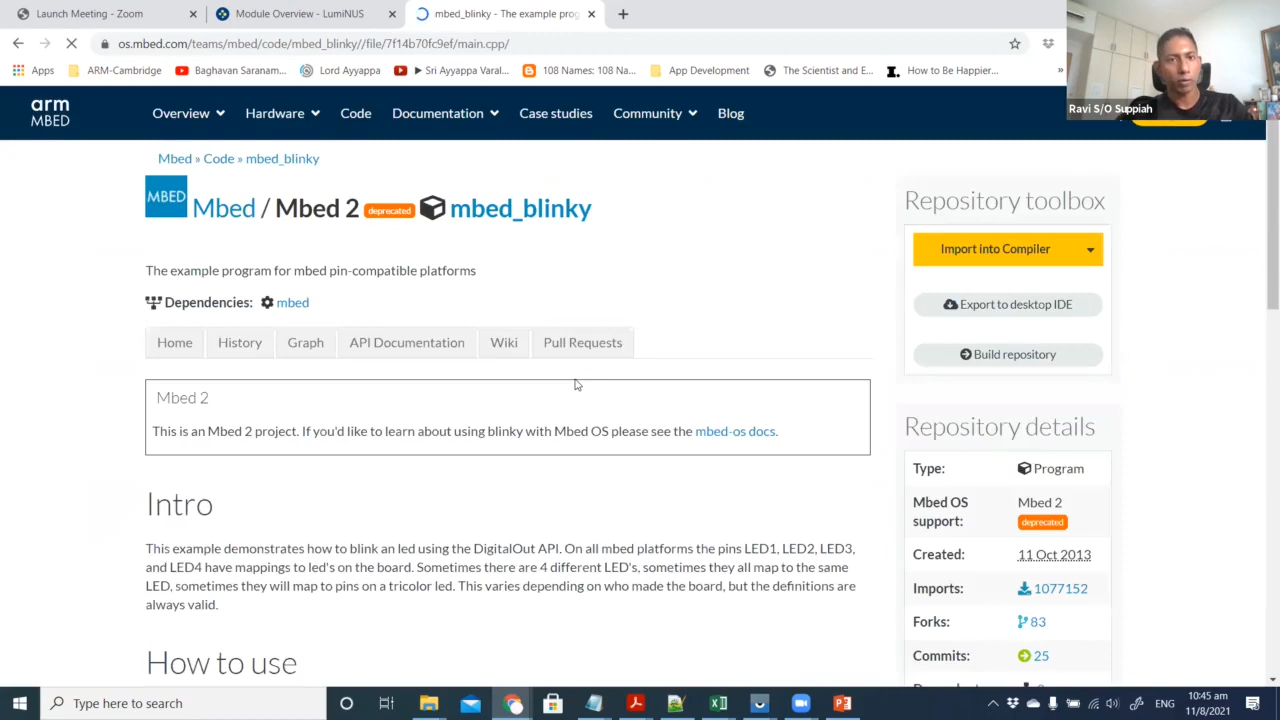 Launch Meeting - Zoom
Module Overview - LumiNUS
mbed_blinky - The example prog
os.mbed.com/teams/mbed/code/mbed_blinky//file/7f14b70fc9ef/main.cpp/
Apps
ARM-Cambridge
Baghavan Saranam...
Lord Ayyappa
Sri Ayyappa Varal...
108 Names: 108 Na...
App Development
The Scientist and E...
How to Be Happier...
»
Ravi S/O Suppiah
arm
MBED
Overview
Hardware
Code
Documentation
Case studies
Community
Blog
Mbed » Code » mbed_blinky
MBED
Mbed / Mbed 2 deprecated mbed_blinky
The example program for mbed pin-compatible platforms
Dependencies: mbed
Home
History
Graph
API Documentation
Wiki
Pull Requests
Mbed 2
This is an Mbed 2 project. If you'd like to learn about using blinky with Mbed OS please see the mbed-os docs.
Intro
This example demonstrates how to blink an led using the DigitalOut API. On all mbed platforms the pins LED1, LED2, LED3,
and LED4 have mappings to led's on the board. Sometimes there are 4 different LED's, sometimes they all map to the same
LED, sometimes they will map to pins on a tricolor led. This varies depending on who made the board, but the definitions are
always valid.
How to use
Repository toolbox
Import into Compiler
Export to desktop IDE
Build repository
Repository details
Type: Program
Mbed OS support: Mbed 2 deprecated
Created: 11 Oct 2013
Imports: 1077152
Forks: 83
Commits: 25
Type here to search
ENG
10:45 am
11/8/2021